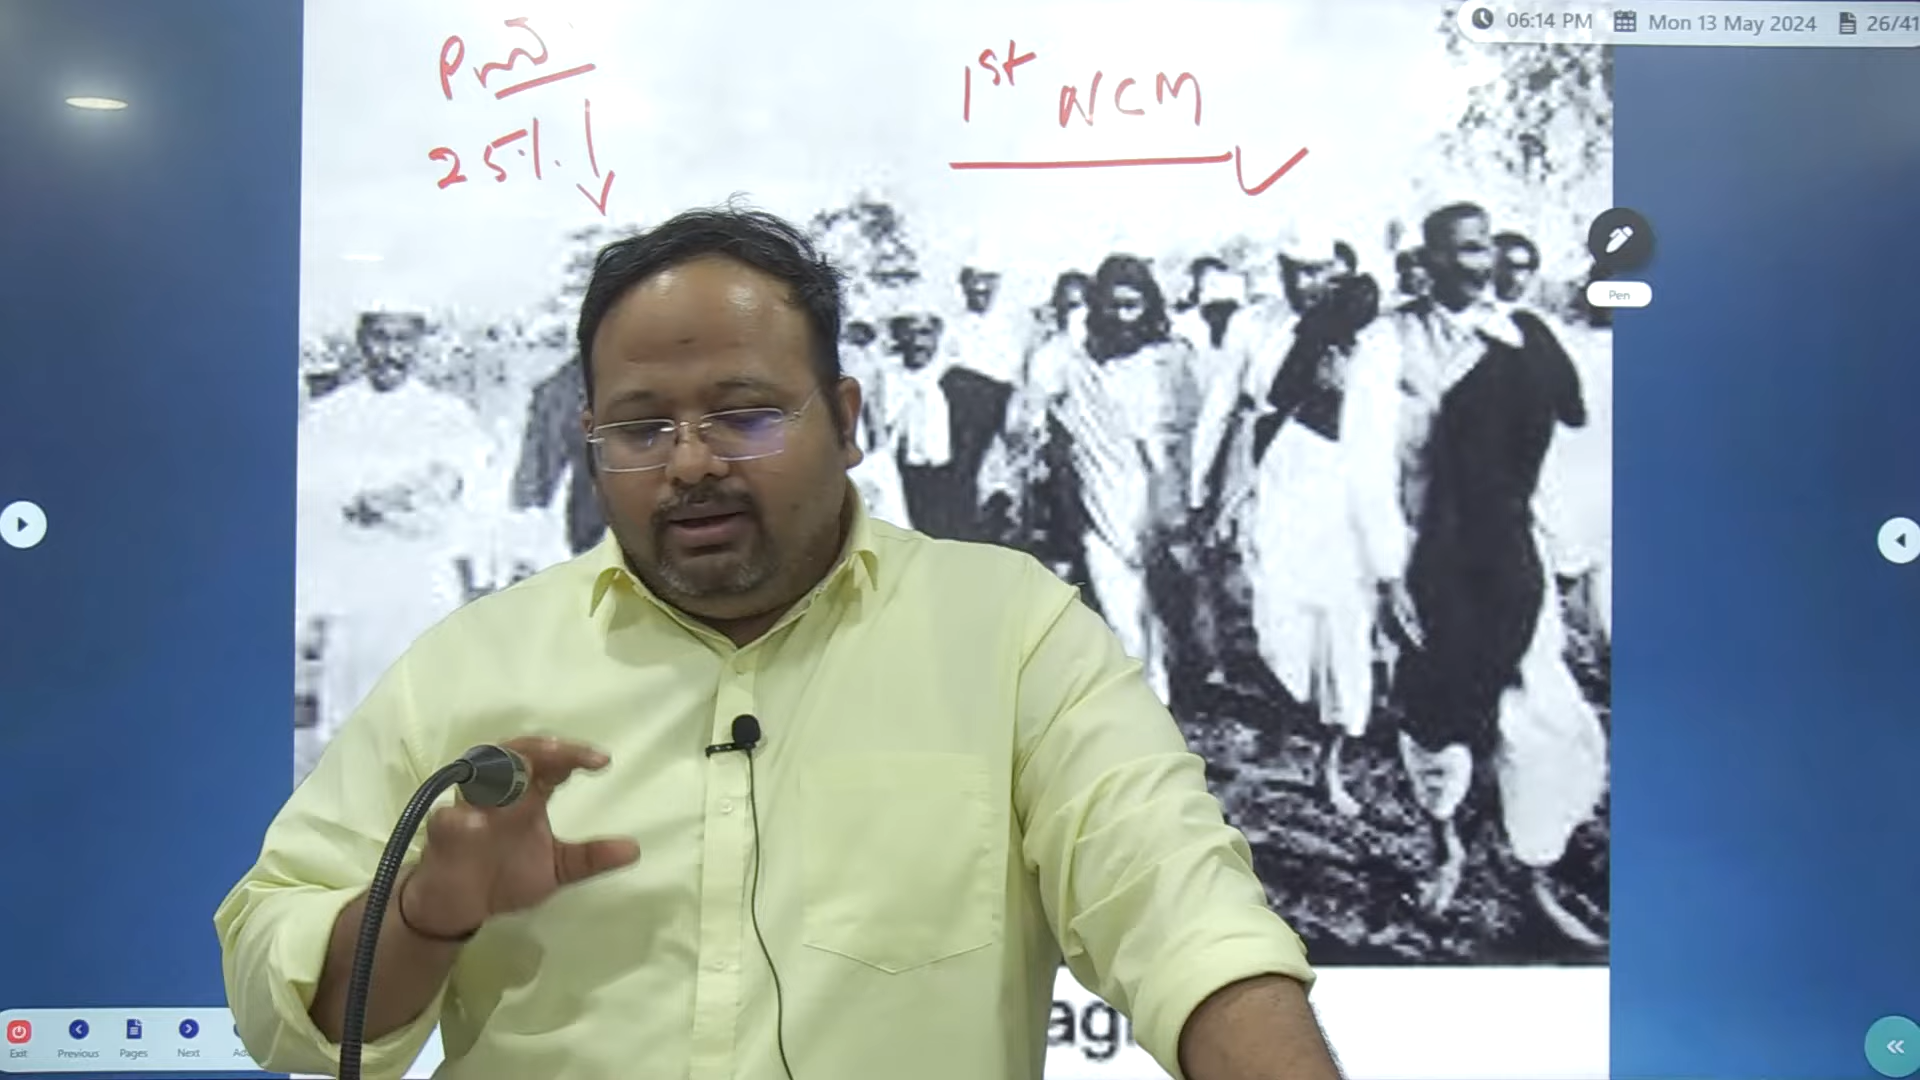 06:14 PM Mon 13 May 2024 26/41
25%
1st NCM
Pen
Exit Previous Pages Next